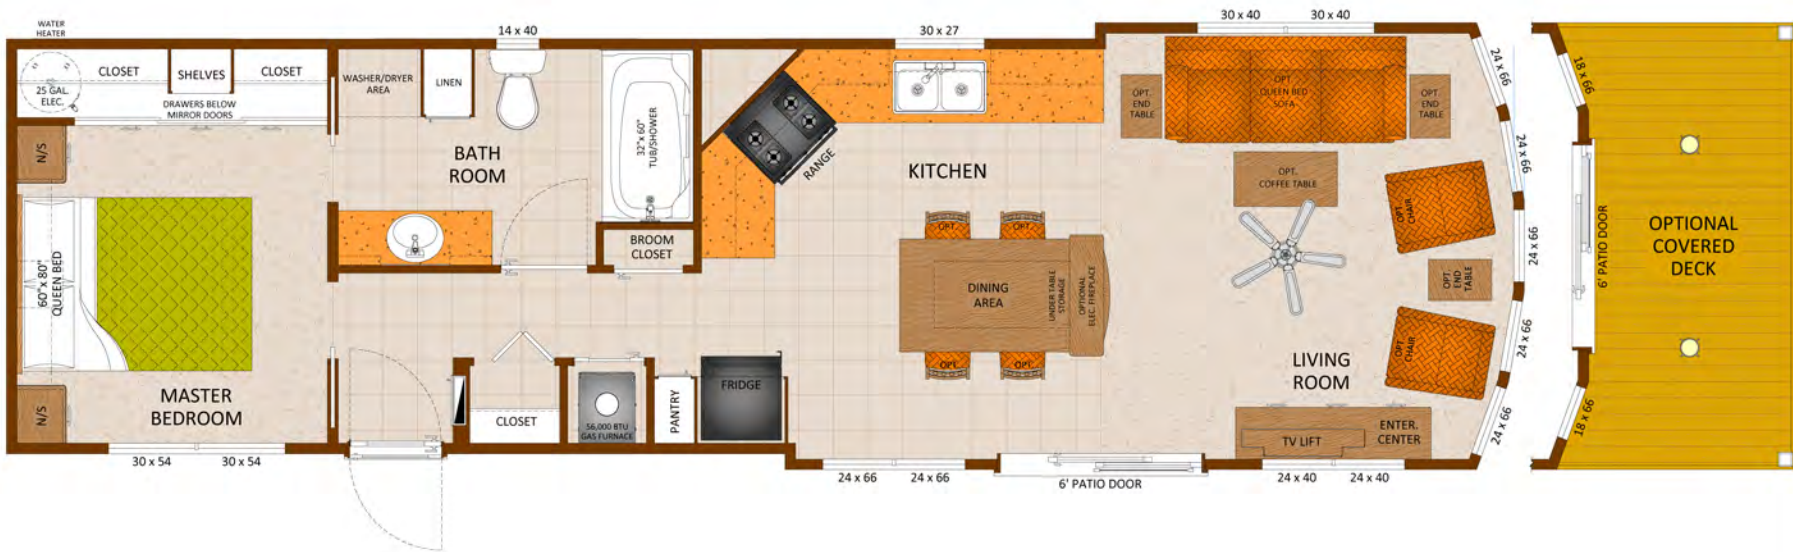 WATER
HEATER
25 GAL.
ELEC.
CLOSET
SHELVES
CLOSET
DRAWERS BELOW
MIRROR DOORS
N/S
60"x 80"
QUEEN BED
N/S
MASTER
BEDROOM
30 x 54
30 x 54
WASHER/DRYER
AREA
LINEN
14 x 40
BATH
ROOM
32"x 60"
TUB/SHOWER
BROOM
CLOSET
CLOSET
56,000 BTU
GAS FURNACE
PANTRY
FRIDGE
RANGE
30 x 27
KITCHEN
OPT.
OPT.
DINING
AREA
UNDER TABLE
STORAGE
OPTIONAL
ELEC. FIREPLACE
OPT.
OPT.
24 x 66
24 x 66
6' PATIO DOOR
30 x 40
30 x 40
OPT.
END
TABLE
OPT.
QUEEN BED
SOFA
OPT.
END
TABLE
OPT.
COFFEE TABLE
OPT.
CHAIR
OPT.
END
TABLE
OPT.
CHAIR
LIVING
ROOM
TV LIFT
ENTER.
CENTER
24 x 40
24 x 40
24 x 66
24 x 66
24 x 66
24 x 66
24 x 66
18 x 66
6' PATIO DOOR
18 x 66
OPTIONAL
COVERED
DECK